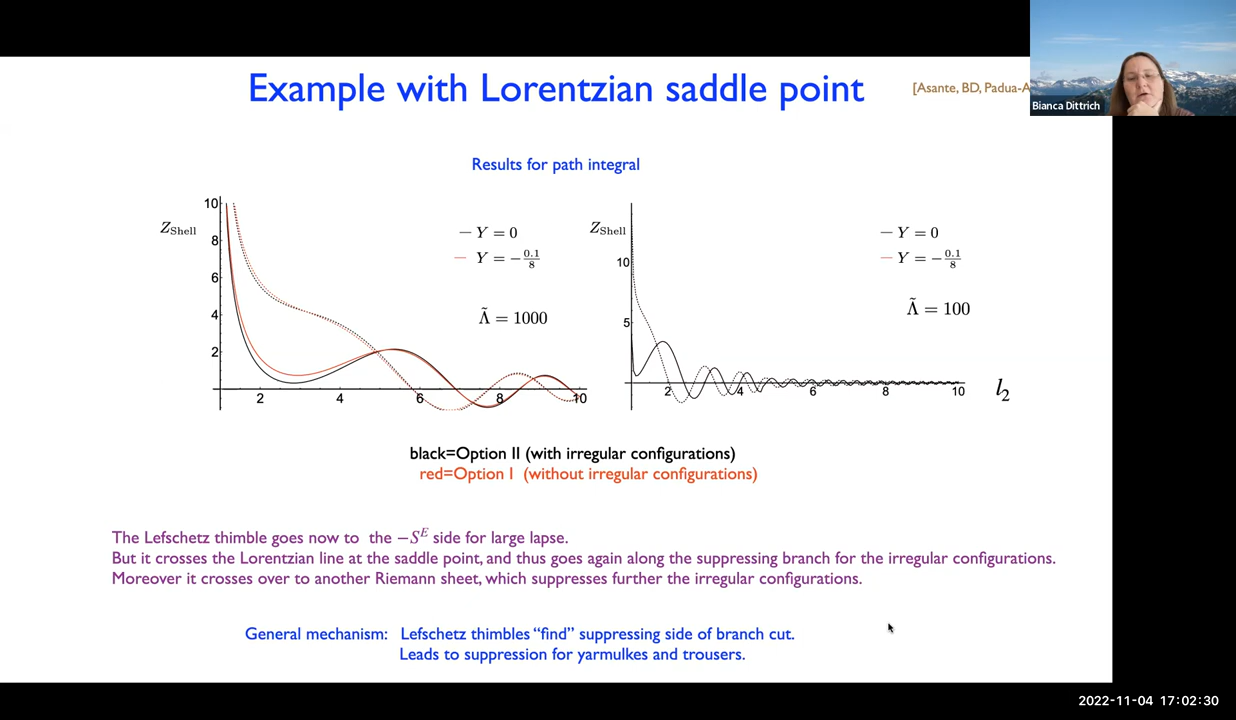 Example with Lorentzian saddle point
[Asante, BD, Padua-A
Bianca Dittrich
Results for path integral
Z_Shell
10
8
6
4
2
2 4 6 8 10
— Y = 0
— Y = −0.1/8
Λ̃ = 1000
Z_Shell
10
5
2 4 6 8 10
l₂
— Y = 0
— Y = −0.1/8
Λ̃ = 100
black=Option II (with irregular configurations)
red=Option I (without irregular configurations)
The Lefschetz thimble goes now to the −Sᴱ side for large lapse.
But it crosses the Lorentzian line at the saddle point, and thus goes again along the suppressing branch for the irregular configurations.
Moreover it crosses over to another Riemann sheet, which suppresses further the irregular configurations.
General mechanism: Lefschetz thimbles “find” suppressing side of branch cut.
Leads to suppression for yarmulkes and trousers.
2022-11-04 17:02:30